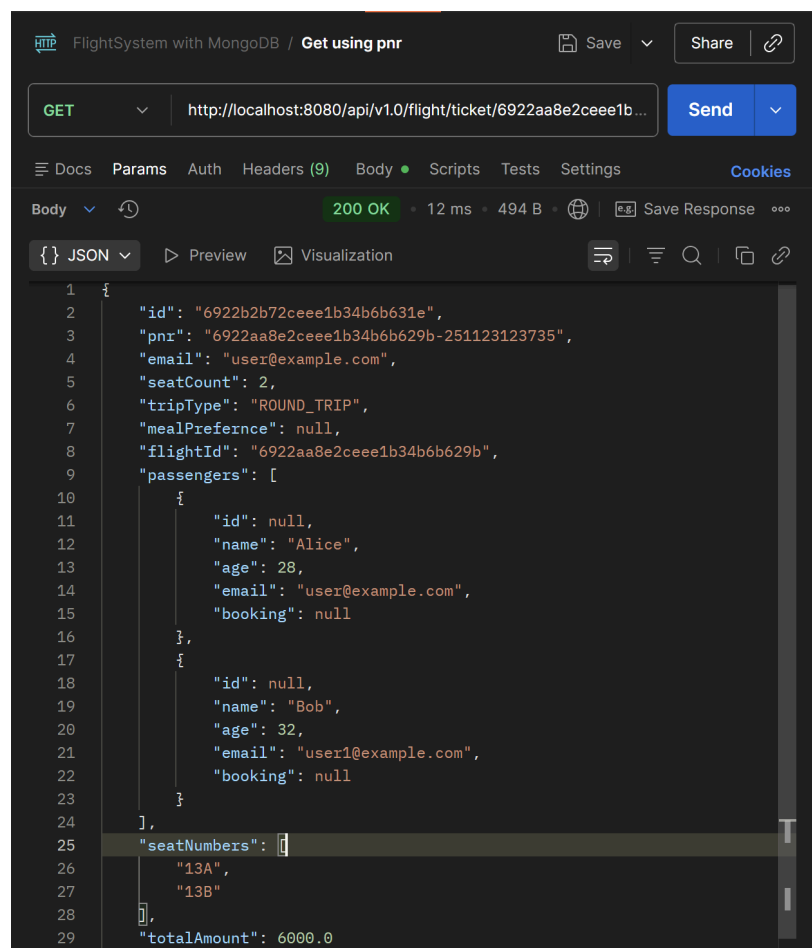 HTTP FlightSystem with MongoDB / Get using pnr Save Share
GET http://localhost:8080/api/v1.0/flight/ticket/6922aa8e2ceee1b... Send
Docs Params Auth Headers (9) Body Scripts Tests Settings Cookies
Body 200 OK • 12 ms • 494 B e.g. Save Response
{} JSON Preview Visualization
1 {
2 "id": "6922b2b72ceee1b34b6b631e",
3 "pnr": "6922aa8e2ceee1b34b6b629b-251123123735",
4 "email": "user@example.com",
5 "seatCount": 2,
6 "tripType": "ROUND_TRIP",
7 "mealPrefernce": null,
8 "flightId": "6922aa8e2ceee1b34b6b629b",
9 "passengers": [
10 {
11 "id": null,
12 "name": "Alice",
13 "age": 28,
14 "email": "user@example.com",
15 "booking": null
16 },
17 {
18 "id": null,
19 "name": "Bob",
20 "age": 32,
21 "email": "user1@example.com",
22 "booking": null
23 }
24 ],
25 "seatNumbers": [
26 "13A",
27 "13B"
28 ],
29 "totalAmount": 6000.0